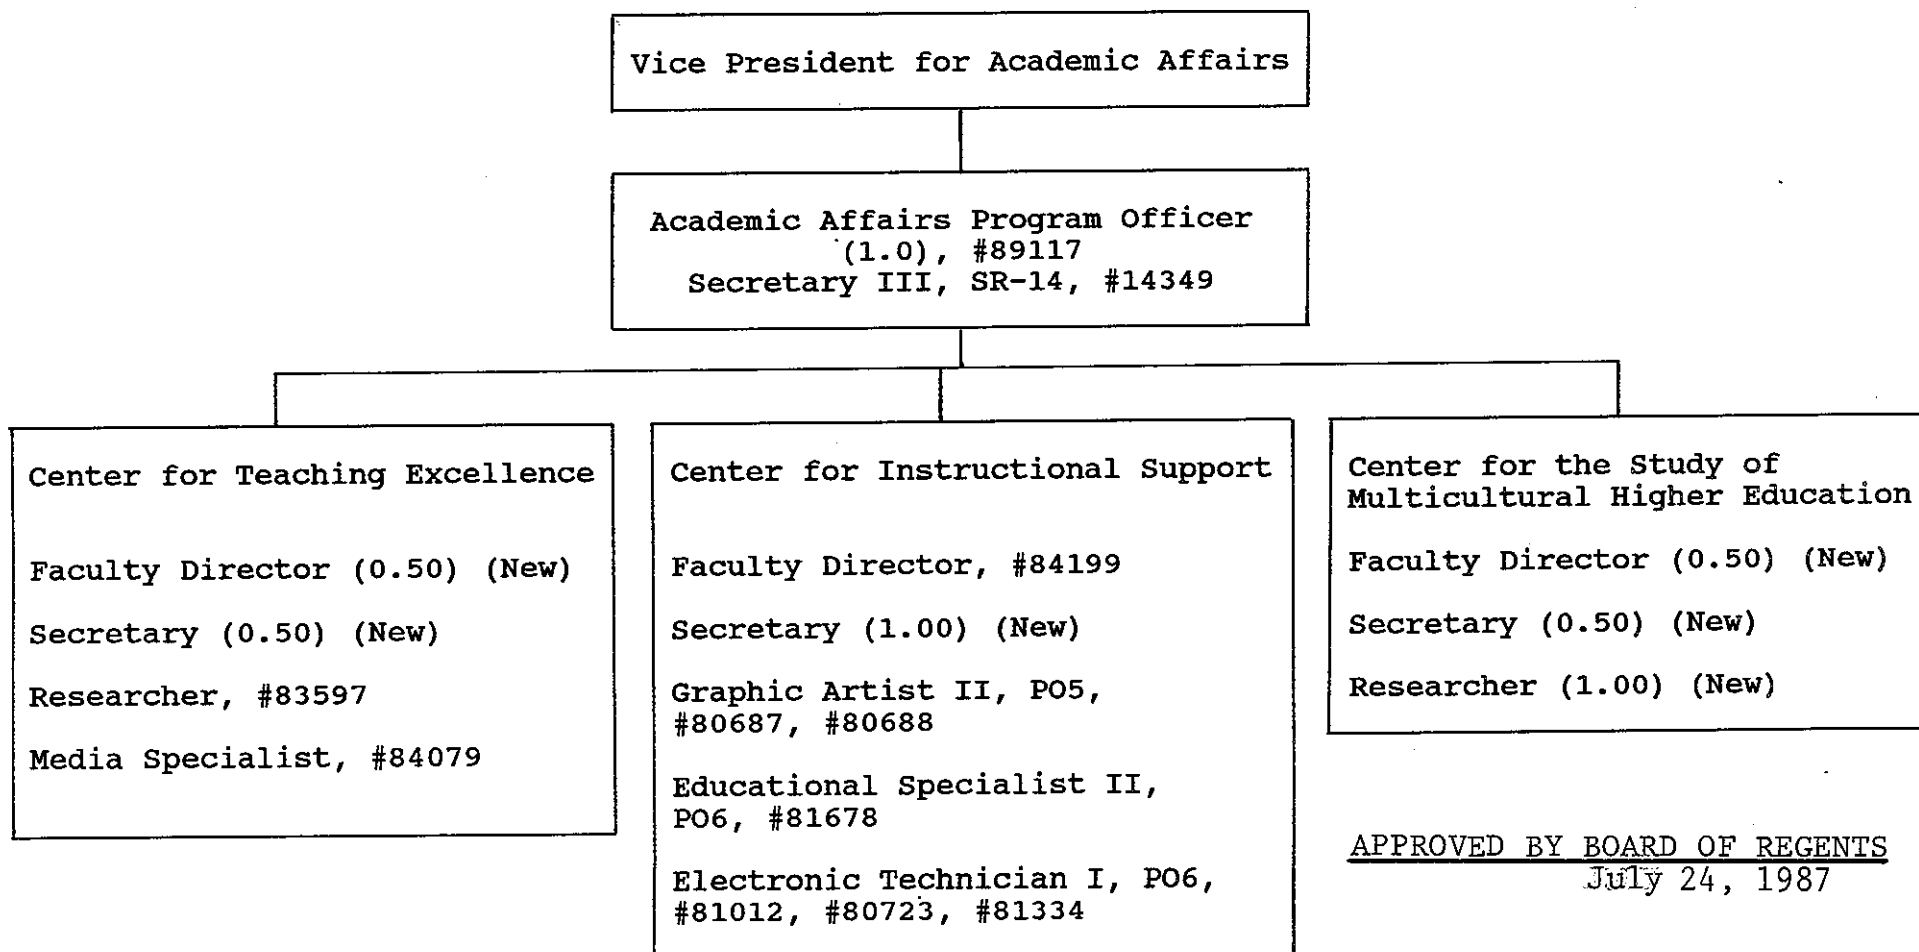 Vice President for Academic Affairs
Academic Affairs Program Officer
(1.0), #89117
Secretary III, SR-14, #14349
Center for Teaching Excellence
Faculty Director (0.50) (New)
Secretary (0.50) (New)
Researcher, #83597
Media Specialist, #84079
Center for Instructional Support
Faculty Director, #84199
Secretary (1.00) (New)
Graphic Artist II, PO5,
#80687, #80688
Educational Specialist II,
PO6, #81678
Electronic Technician I, PO6,
#81012, #80723, #81334
Center for the Study of
Multicultural Higher Education
Faculty Director (0.50) (New)
Secretary (0.50) (New)
Researcher (1.00) (New)
APPROVED BY BOARD OF REGENTS
July 24, 1987